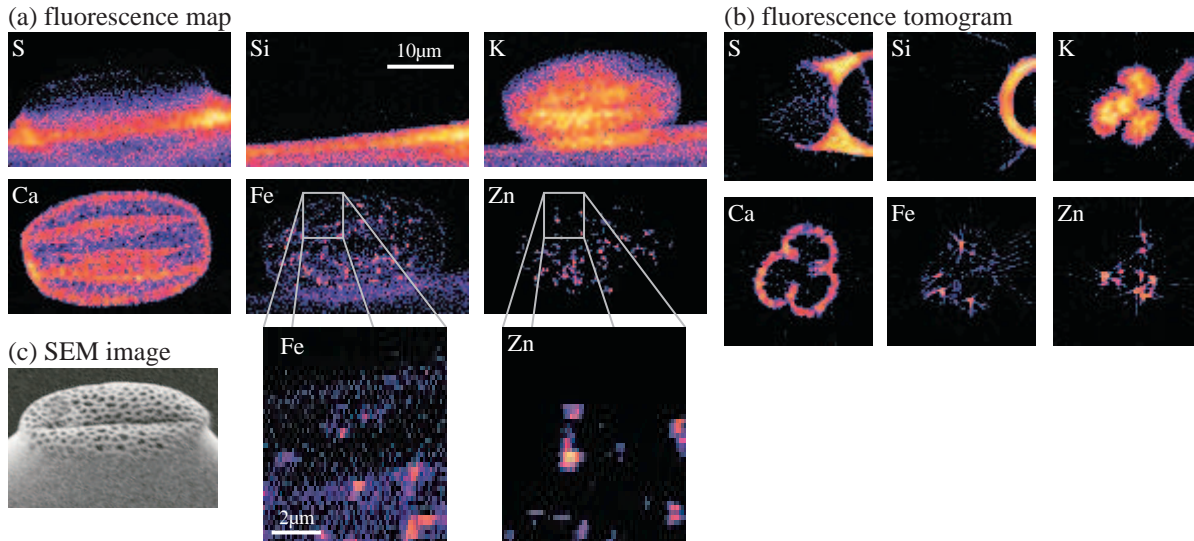 (a) fluorescence map
(b) fluorescence tomogram
S
Si
10µm
K
S
Si
K
Ca
Fe
Zn
Ca
Fe
Zn
(c) SEM image
Fe
2µm
Zn